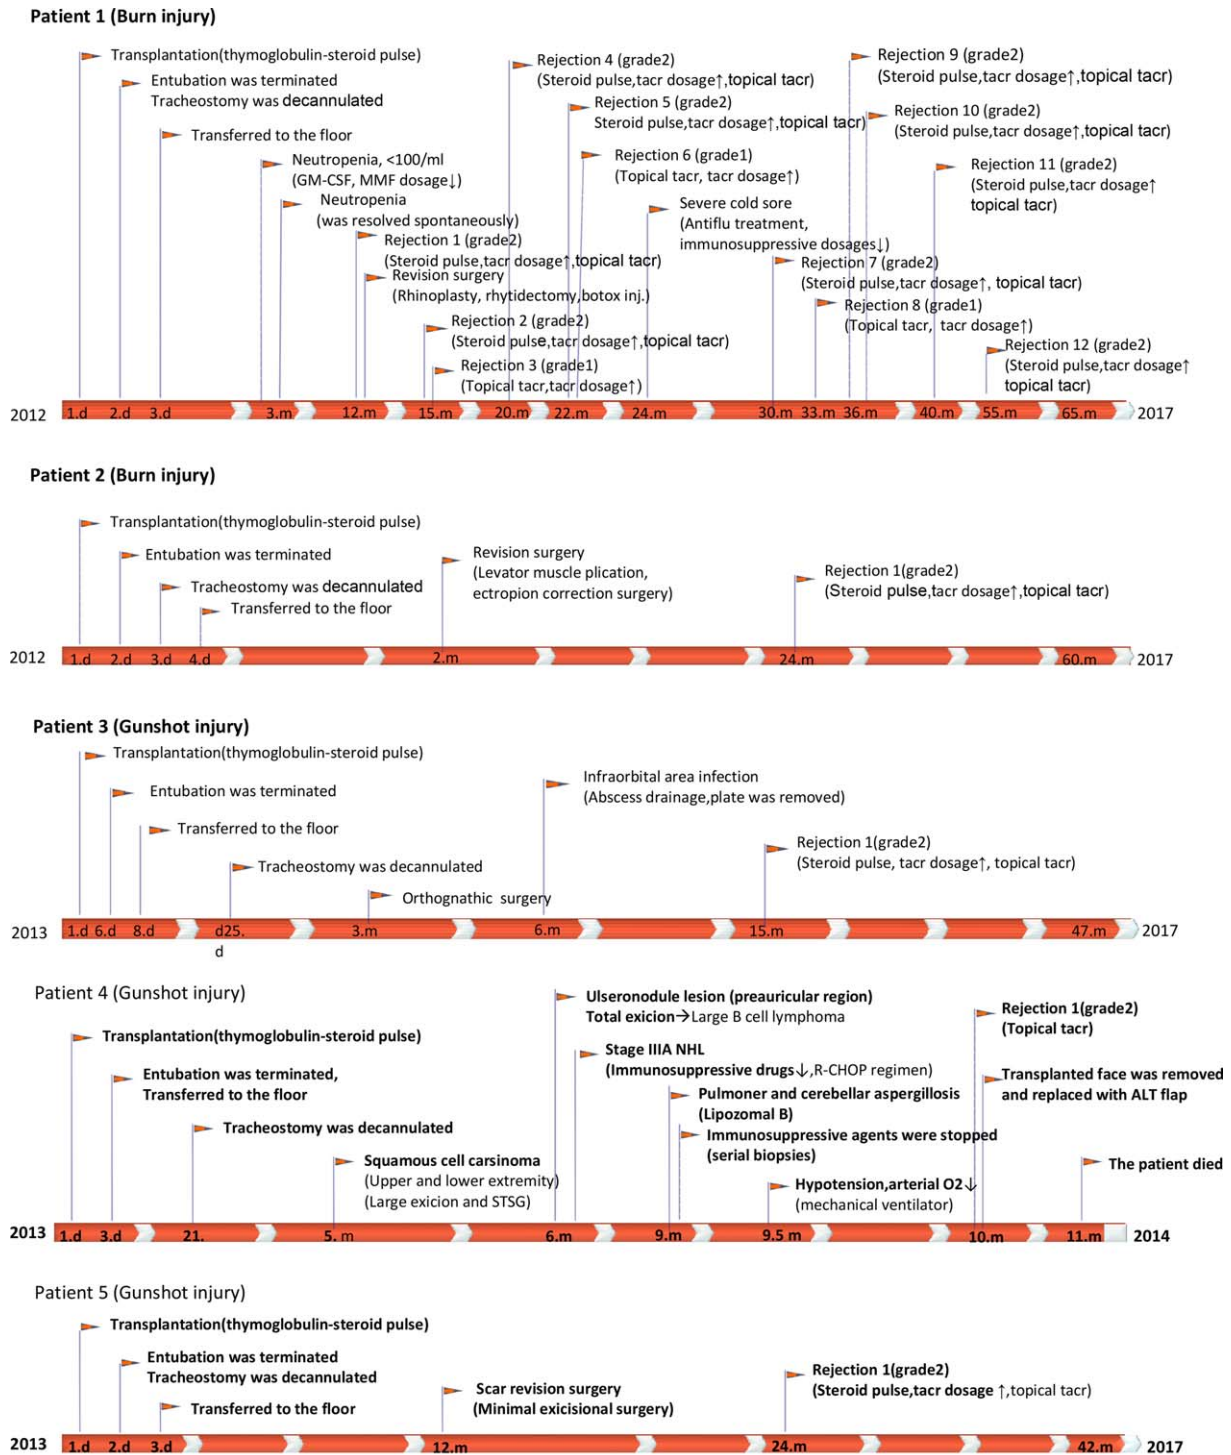 Patient 1 (Burn injury)
Transplantation(thymoglobulin-steroid pulse)
Entubation was terminated
Tracheostomy was decannulated
Transferred to the floor
Neutropenia, <100/ml
(GM-CSF, MMF dosage↓)
Neutropenia
(was resolved spontaneously)
Rejection 1 (grade2)
(Steroid pulse,tacr dosage↑,topical tacr)
Revision surgery
(Rhinoplasty, rhytidectomy,botox inj.)
Rejection 2 (grade2)
(Steroid pulse,tacr dosage↑,topical tacr)
Rejection 3 (grade1)
(Topical tacr,tacr dosage↑)
Rejection 4 (grade2)
(Steroid pulse,tacr dosage↑,topical tacr)
Rejection 5 (grade2)
Steroid pulse,tacr dosage↑,topical tacr)
Rejection 6 (grade1)
(Topical tacr, tacr dosage↑)
Severe cold sore
(Antiflu treatment,
immunosuppressive dosages↓)
Rejection 7 (grade2)
(Steroid pulse,tacr dosage↑, topical tacr)
Rejection 8 (grade1)
(Topical tacr, tacr dosage↑)
Rejection 9 (grade2)
(Steroid pulse,tacr dosage↑,topical tacr)
Rejection 10 (grade2)
(Steroid pulse,tacr dosage↑,topical tacr)
Rejection 11 (grade2)
(Steroid pulse,tacr dosage↑
topical tacr)
Rejection 12 (grade2)
(Steroid pulse,tacr dosage↑
topical tacr)
2012 1.d 2.d 3.d 3.m 12.m 15.m 20.m 22.m 24.m 30.m 33.m 36.m 40.m 55.m 65.m 2017
Patient 2 (Burn injury)
Transplantation(thymoglobulin-steroid pulse)
Entubation was terminated
Tracheostomy was decannulated
Transferred to the floor
Revision surgery
(Levator muscle plication,
ectropion correction surgery)
Rejection 1(grade2)
(Steroid pulse,tacr dosage↑,topical tacr)
2012 1.d 2.d 3.d 4.d 2.m 24.m 60.m 2017
Patient 3 (Gunshot injury)
Transplantation(thymoglobulin-steroid pulse)
Entubation was terminated
Transferred to the floor
Tracheostomy was decannulated
Orthognathic surgery
Infraorbital area infection
(Abscess drainage,plate was removed)
Rejection 1(grade2)
(Steroid pulse, tacr dosage↑, topical tacr)
2013 1.d 6.d 8.d d25. 3.m 6.m 15.m 47.m 2017
d
Patient 4 (Gunshot injury)
Transplantation(thymoglobulin-steroid pulse)
Entubation was terminated,
Transferred to the floor
Tracheostomy was decannulated
Squamous cell carsinoma
(Upper and lower extremity)
(Large exicion and STSG)
Ulseronodule lesion (preauricular region)
Total exicion→Large B cell lymphoma
Stage IIIA NHL
(Immunosuppressive drugs↓,R-CHOP regimen)
Pulmoner and cerebellar aspergillosis
(Lipozomal B)
Immunosuppressive agents were stopped
(serial biopsies)
Hypotension,arterial O2↓
(mechanical ventilator)
Rejection 1(grade2)
(Topical tacr)
Transplanted face was removed
and replaced with ALT flap
The patient died
2013 1.d 3.d 21. 5. m 6.m 9.m 9.5 m 10.m 11.m 2014
Patient 5 (Gunshot injury)
Transplantation(thymoglobulin-steroid pulse)
Entubation was terminated
Tracheostomy was decannulated
Transferred to the floor
Scar revision surgery
(Minimal exicisional surgery)
Rejection 1(grade2)
(Steroid pulse,tacr dosage ↑,topical tacr)
2013 1.d 2.d 3.d 12.m 24.m 42.m 2017